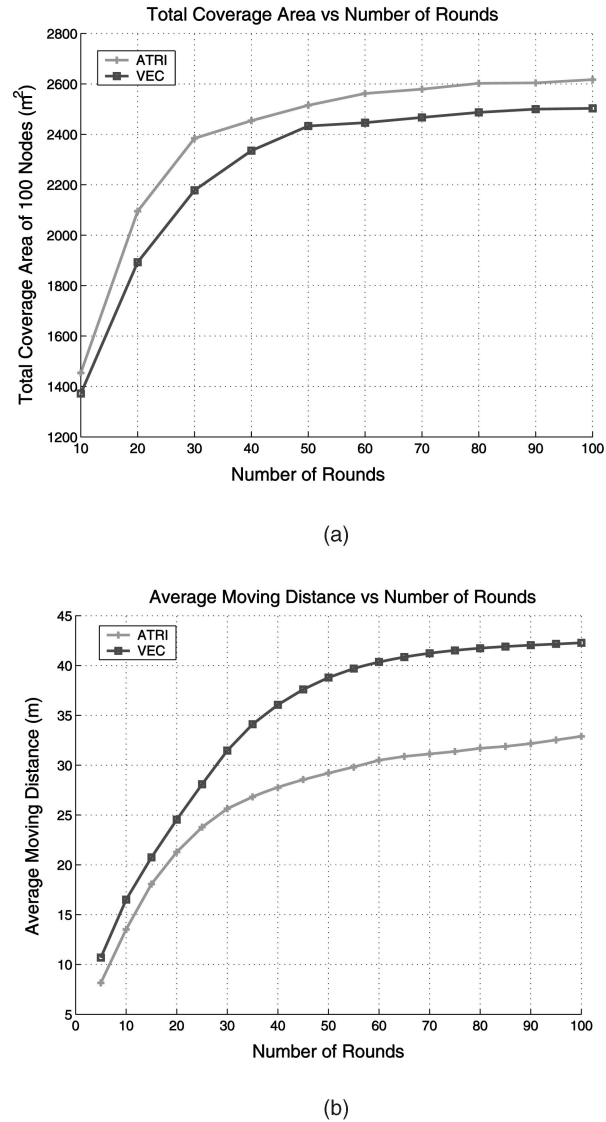 Total Coverage Area vs Number of Rounds
2800
2600
2400
2200
2000
1800
1600
1400
1200
Total Coverage Area of 100 Nodes (m²)
ATRI
VEC
10 20 30 40 50 60 70 80 90 100
Number of Rounds
(a)
Average Moving Distance vs Number of Rounds
45
40
35
30
25
20
15
10
5
Average Moving Distance (m)
ATRI
VEC
0 10 20 30 40 50 60 70 80 90 100
Number of Rounds
(b)